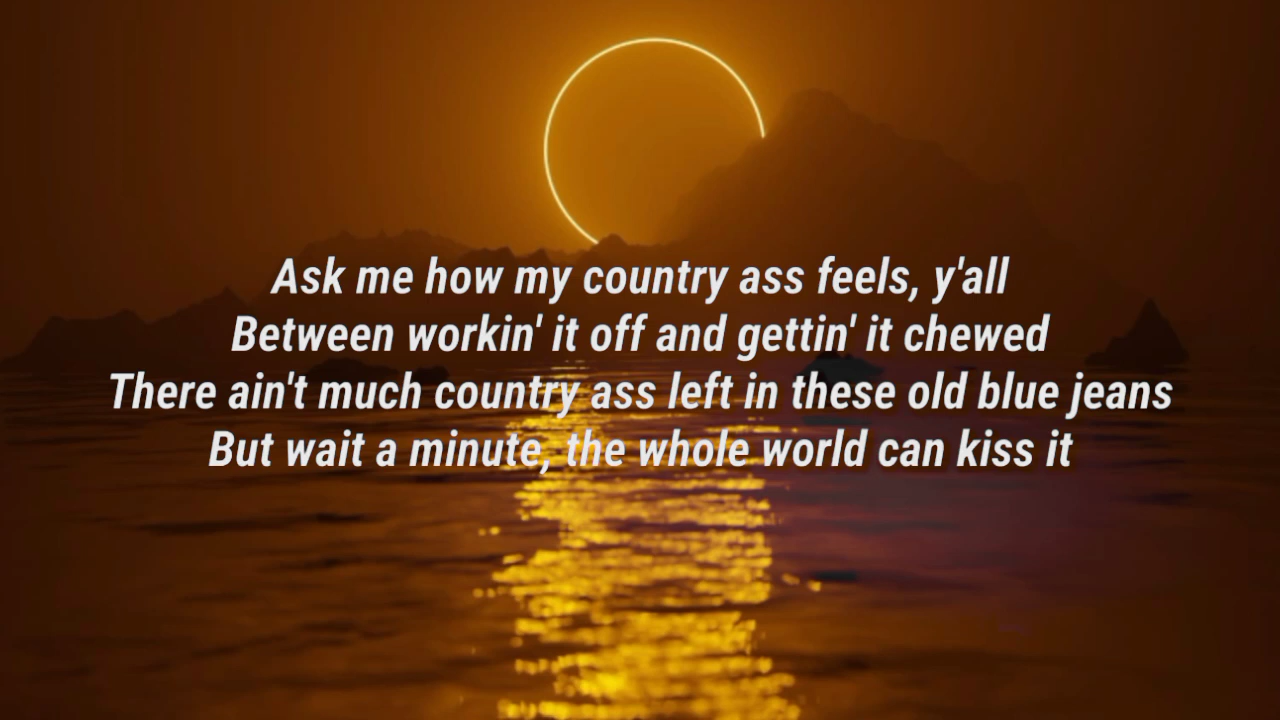 Ask me how my country ass feels, y'all
Between workin' it off and gettin' it chewed
There ain't much country ass left in these old blue jeans
But wait a minute, the whole world can kiss it